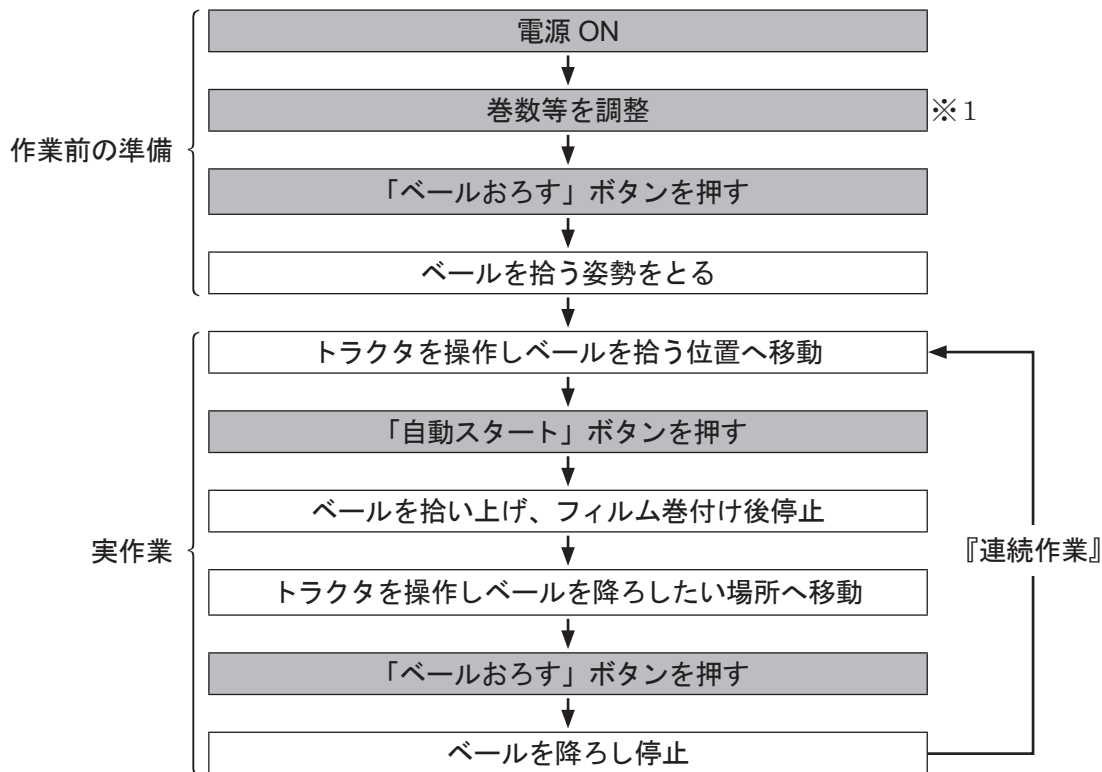 電源 ON
巻数等を調整
※1
作業前の準備
「ベールおろす」ボタンを押す
ベールを拾う姿勢をとる
トラクタを操作しベールを拾う位置へ移動
「自動スタート」ボタンを押す
ベールを拾い上げ、フィルム巻付け後停止
実作業
『連続作業』
トラクタを操作しベールを降ろしたい場所へ移動
「ベールおろす」ボタンを押す
ベールを降ろし停止